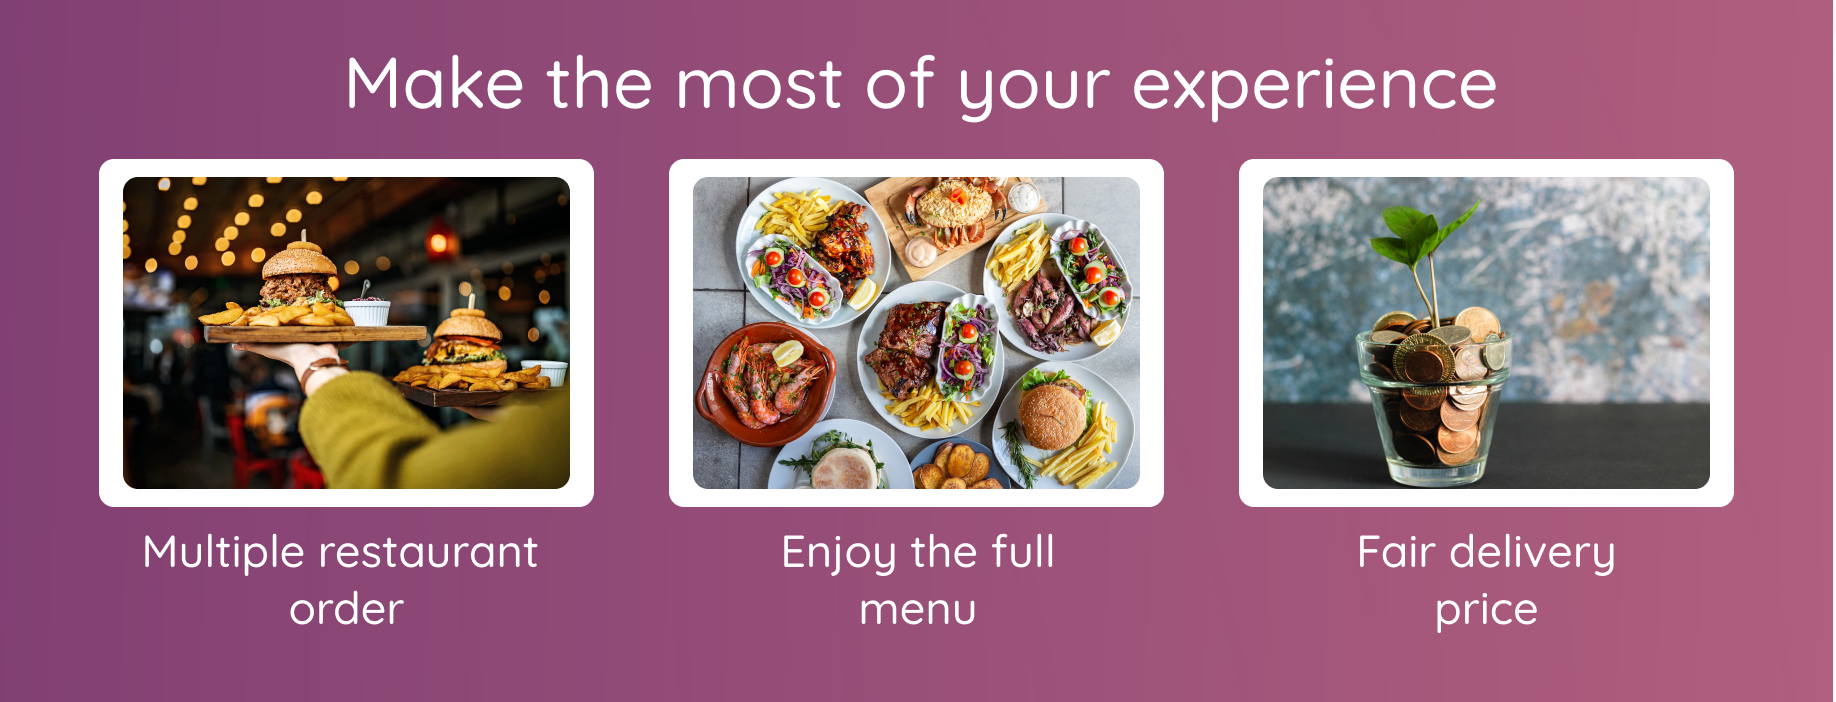 Make the most of your experience
Multiple restaurant
order
Enjoy the full
menu
Fair delivery
price